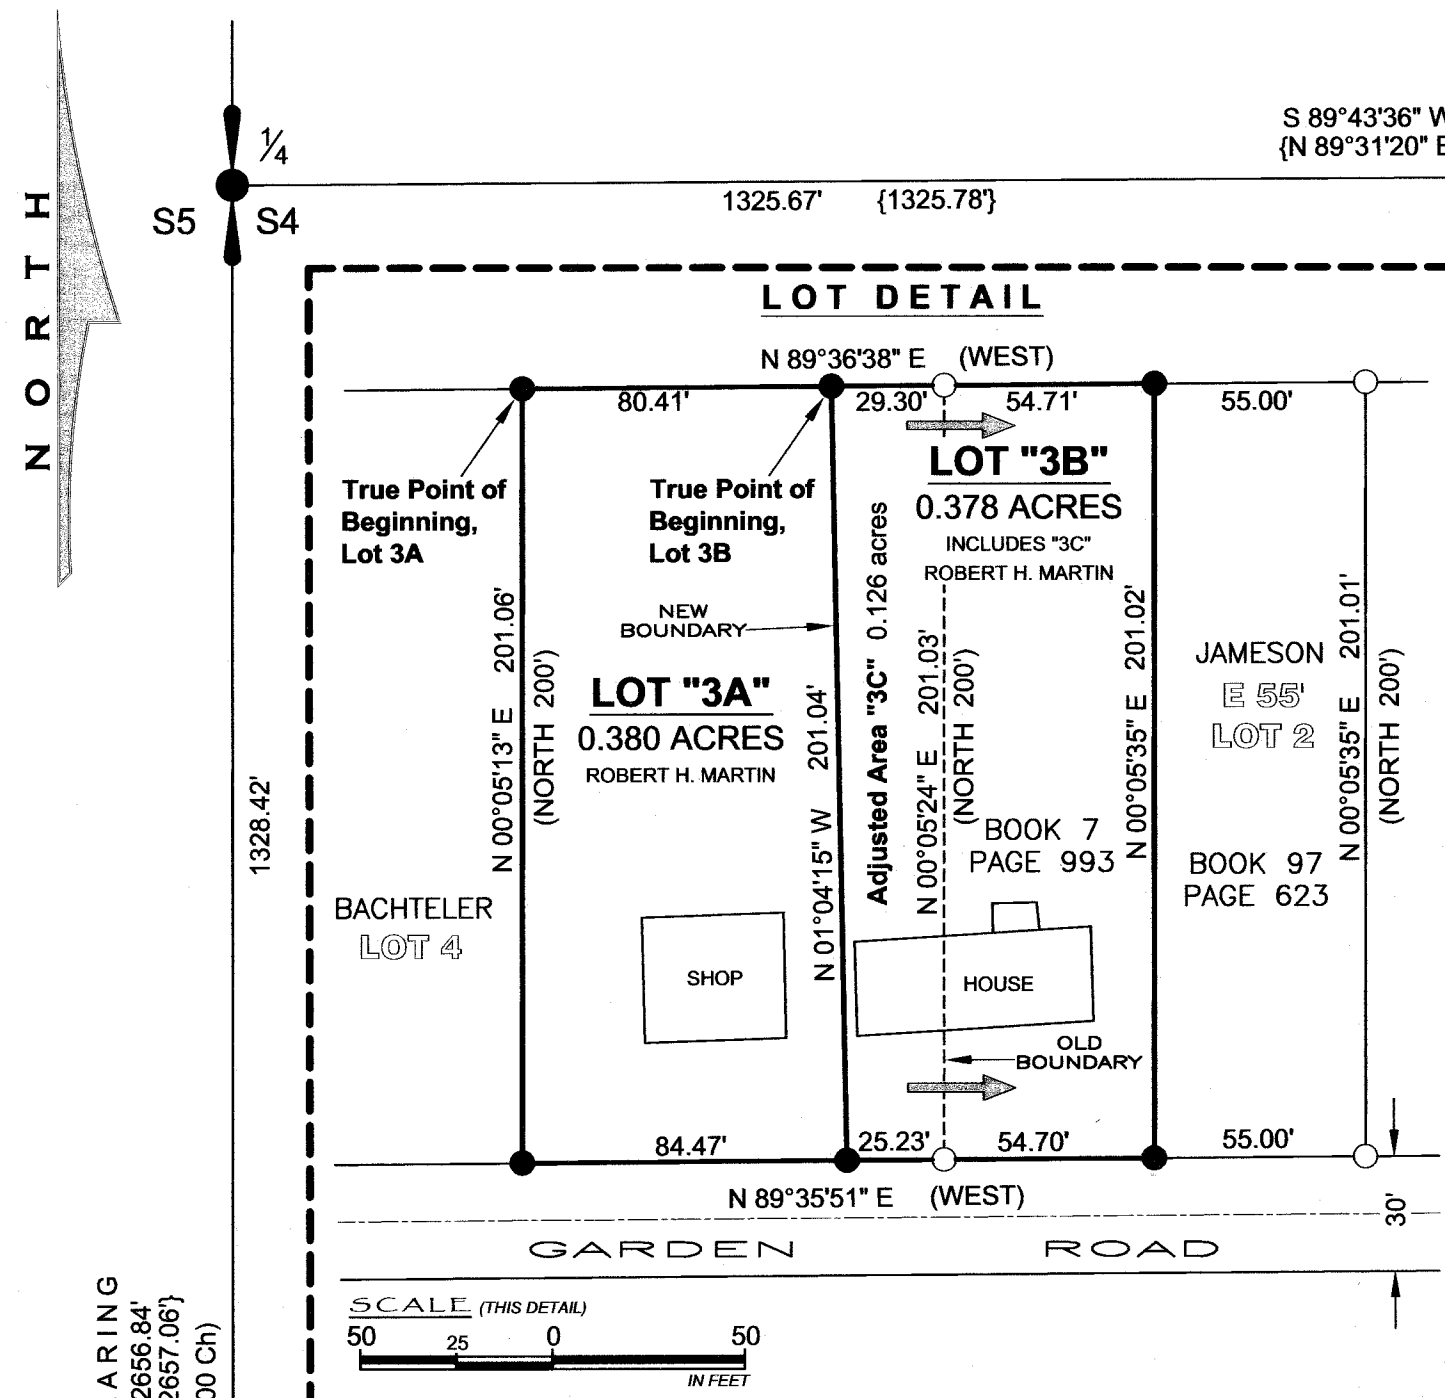 NORTH
1/4
S5 S4
S 89°43'36" W
{N 89°31'20" E
1325.67' {1325.78'}
LOT DETAIL
N 89°36'38" E (WEST)
80.41' 29.30' 54.71' 55.00'
True Point of
Beginning,
Lot 3A
True Point of
Beginning,
Lot 3B
LOT "3B"
0.378 ACRES
INCLUDES "3C"
ROBERT H. MARTIN
NEW
BOUNDARY
LOT "3A"
0.380 ACRES
ROBERT H. MARTIN
N 00°05'13" E 201.06'
(NORTH 200')
N 01°04'15" W 201.04'
Adjusted Area "3C" 0.126 acres
N 00°05'24" E 201.03'
(NORTH 200')
N 00°05'35" E 201.02'
JAMESON
E 55'
LOT 2
N 00°05'35" E 201.01'
(NORTH 200')
1328.42'
BOOK 7
PAGE 993
BOOK 97
PAGE 623
BACHTELER
LOT 4
SHOP
HOUSE
OLD
BOUNDARY
84.47' 25.23' 54.70' 55.00'
N 89°35'51" E (WEST)
30'
GARDEN ROAD
SCALE (THIS DETAIL)
50 25 0 50
IN FEET
ARING
2656.84'
2657.06'}
00 Ch)